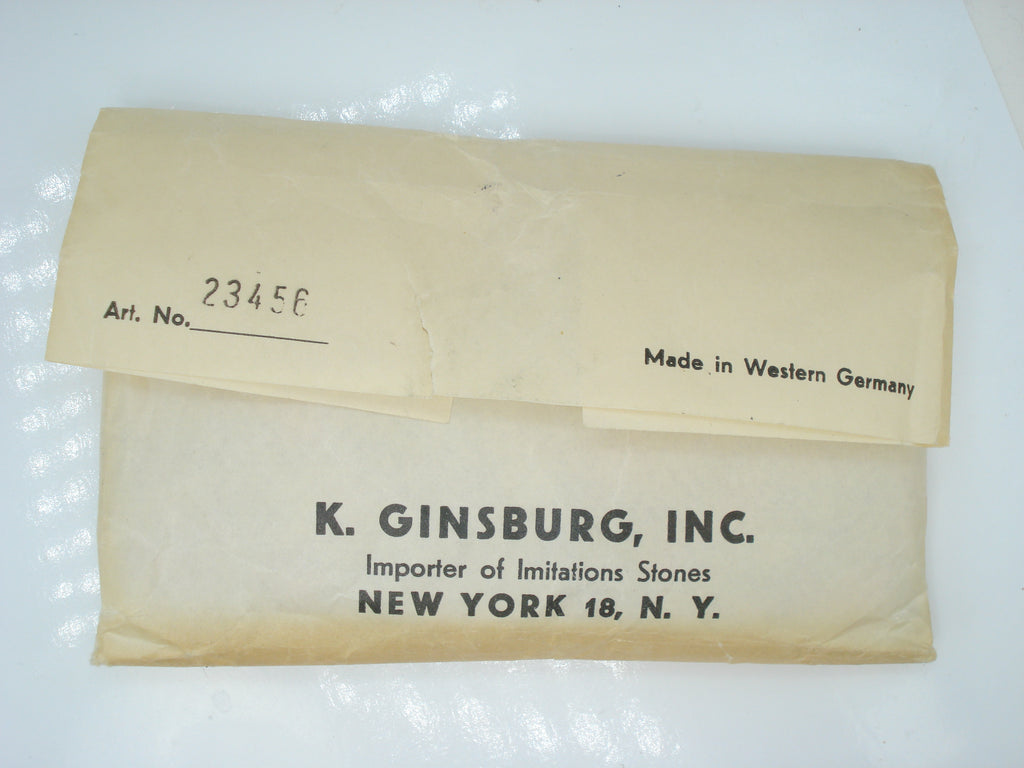 23456
Art. No.
Made in Western Germany
K. GINSBURG, INC.
Importer of Imitations Stones
NEW YORK 18, N. Y.